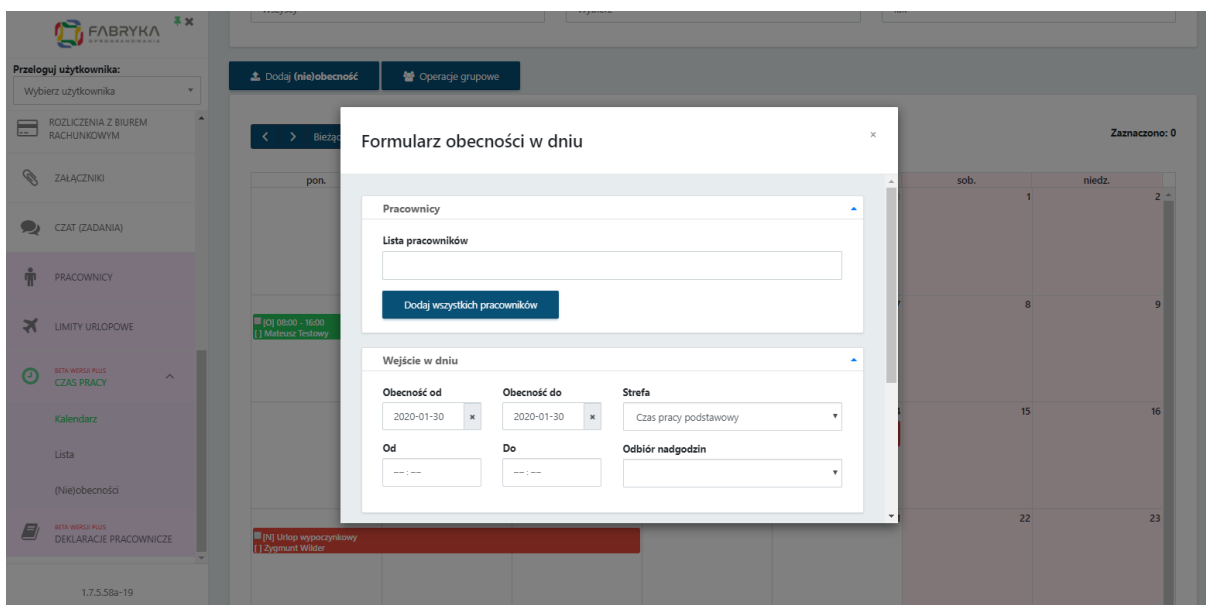 FABRYKA
OPROGRAMOWANIA
Przeloguj użytkownika:
Wybierz użytkownika
ROZLICZENIA Z BIUREM
RACHUNKOWYM
ZAŁĄCZNIKI
CZAT (ZADANIA)
PRACOWNICY
LIMITY URLOPOWE
BETA WERSJI PLUS
CZAS PRACY
Kalendarz
Lista
(Nie)obecności
BETA WERSJI PLUS
DEKLARACJE PRACOWNICZE
1.7.5.58a-19
Dodaj (nie)obecność
Operacje grupowe
Zaznaczono: 0
pon.
sob.
niedz.
1
2
[O] 08:00 - 16:00
[ ] Mateusz Testowy
8
9
15
16
[N] Urlop wypoczynkowy
[ ] Zygmunt Wilder
22
23
Formularz obecności w dniu
×
Pracownicy
Lista pracowników
Dodaj wszystkich pracowników
Wejście w dniu
Obecność od
Obecność do
Strefa
2020-01-30
2020-01-30
Czas pracy podstawowy
Od
Do
Odbiór nadgodzin
--:--
--:--